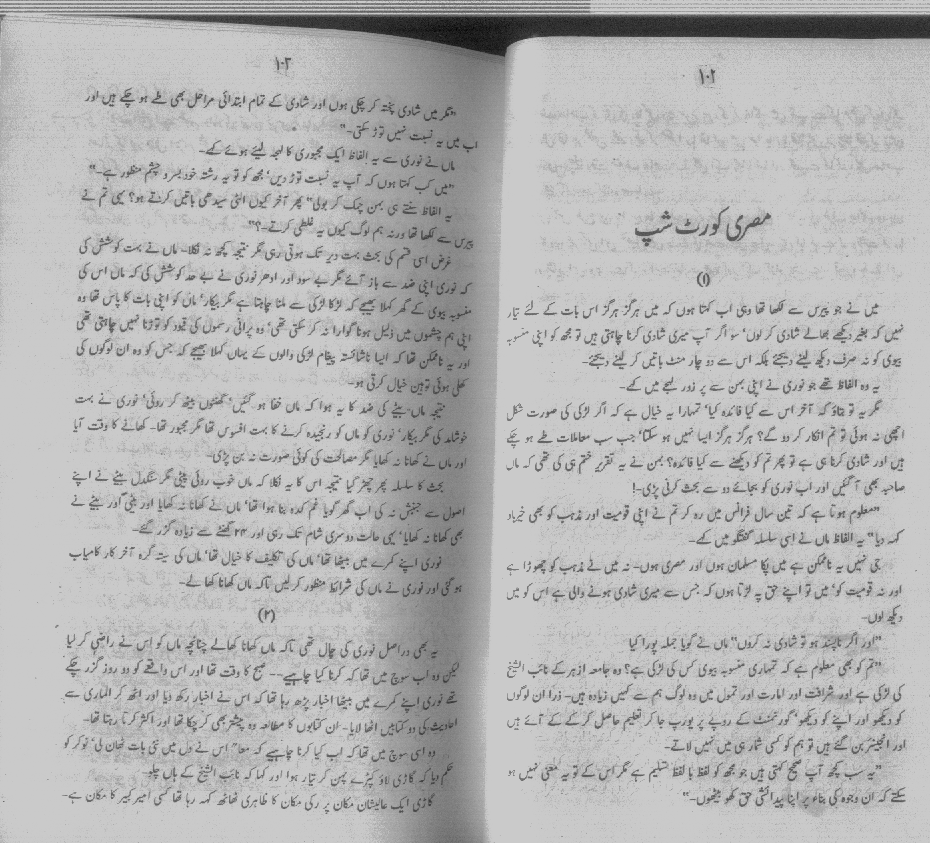 ۱۰۲
مصری کورٹ شپ
(۱)
میں نے جو پیرس سے لکھا تھا وہی اب کہتا ہوں کہ میں ہرگز ہرگز اس بات کے لئے تیار
نہیں کہ بغیر دیکھے بھالے شادی کر لوں‘ سو اگر آپ میری شادی کرنا چاہتی ہیں تو مجھ کو اپنی منسوبہ
بیوی کو نہ صرف دیکھ لینے دیجئے بلکہ اس سے دو چار منٹ باتیں کر لینے دیجئے۔
یہ وہ الفاظ تھے جو نوری نے اپنی بہن سے پر زور لہجے میں کہے۔
مگر یہ تو بتاؤ کہ آخر اس سے کیا فائدہ کیا‘ تمہارا یہ خیال ہے کہ اگر لڑکی کی صورت شکل
اچھی نہ ہوئی تو تم انکار کر دو گے؟ ہرگز ہرگز ایسا نہیں ہو سکتا‘ جب سب معاملات طے ہو چکے
ہیں اور شادی کرنا ہی ہے تو پھر تم کو دیکھنے سے کیا فائدہ؟ بہن نے یہ تقریر ختم ہی کی تھی کہ ماں
صاحبہ بھی آ گئیں اور اب نوری کو بجائے دو سے بحث کرنی پڑی۔!
”معلوم ہوتا ہے کہ تین سال فرانس میں رہ کر تم نے اپنی قومیت اور مذہب کو بھی خیرباد
کہہ دیا“ یہ الفاظ ماں نے اسی سلسلہ گفتگو میں کہے۔
جی نہیں یہ ناممکن ہے میں پکا مسلمان ہوں اور مصری ہوں۔ نہ میں نے مذہب کو چھوڑا ہے
اور نہ قومیت کو‘ میں تو اپنے حق پہ لڑتا ہوں کہ جس سے میری شادی ہونے والی ہے اس کو میں
دیکھ لوں۔
”اور اگر ناپسند ہو تو شادی نہ کروں“ ماں نے گویا جملہ پورا کیا
”تم کو بھی معلوم ہے کہ تمہاری منسوبہ بیوی کس کی لڑکی ہے؟ وہ جامعہ ازہر کے نائب الشیخ
کی لڑکی ہے اور شرافت اور امارت اور تمول میں وہ لوگ ہم سے کہیں زیادہ ہیں۔ ذرا ان لوگوں
کو دیکھو اور اپنے کو دیکھو‘ گورنمنٹ کے روپے پر یورپ جا کر تعلیم حاصل کر کے آئے ہیں
اور انجینئر بن گئے ہیں تو ہم کو کسی شمار ہی میں نہیں لاتے۔
”یہ سب کچھ آپ صحیح کہتی ہیں جو مجھ کو لفظ بالفظ تسلیم ہے مگر اس کے تو یہ معنی نہیں ہو
سکتے کہ ان وجوہ کی بناء پر اپنا پیدائشی حق کھو بیٹھوں۔“
۱۰۳
”مگر میں شادی پختہ کر چکی ہوں اور شادی کے تمام ابتدائی مراحل بھی طے ہو چکے ہیں اور
اب میں یہ نسبت نہیں توڑ سکتی۔“
ماں نے نوری سے یہ الفاظ ایک مجبوری کا لہجہ لیتے ہوئے کہے۔
”میں کب کہتا ہوں کہ آپ یہ نسبت توڑ دیں‘ مجھ کو تو یہ رشتہ خود بسر و چشم منظور ہے۔“
یہ الفاظ سنتے ہی بہن چمک کر بولی“ پھر آخر کیوں الٹی سیدھی باتیں کرتے ہو؟ یہی تم نے
پیرس سے لکھا تھا ورنہ ہم لوگ کیوں یہ غلطی کرتے۔؟“
غرض اسی قسم کی بحث بہت دیر تک ہوتی رہی مگر نتیجہ کچھ نہ نکلا۔ ماں نے بہت کوشش کی
کہ نوری اپنی ضد سے باز آئے مگر بے سود اور ادھر نوری نے بے حد کوشش کی کہ ماں اس کی
منسوبہ بیوی کے گھر کہلا بھیجے کہ لڑکا لڑکی سے ملنا چاہتا ہے مگر بیکار‘ ماں کو اپنی بات کا پاس تھا وہ
اپنی ہم چشموں میں ذلیل ہونا گوارا نہ کر سکتی تھی‘ وہ پرانی رسموں کی قیود کو توڑنا نہیں چاہتی تھی
اور یہ ناممکن تھا کہ ایسا ناشائستہ پیغام لڑکی والوں کے یہاں کہلا بھیجے کہ جس کو وہ ان لوگوں کی
کھلی ہوئی توہین خیال کرتی ہو۔
نتیجہ ماں۔بیٹے کی ضد کا یہ ہوا کہ ماں خفا ہو گئیں‘ گھنٹوں بیٹھ کر روئی‘ نوری نے بہت
خوشامد کی مگر بیکار‘ نوری کو ماں کو رنجیدہ کرنے کا بہت افسوس تھا مگر مجبور تھا۔ کھانے کا وقت آیا
اور ماں نے کھانا نہ کھایا مگر مصالحت کی کوئی صورت نہ بن پڑی۔
بحث کا سلسلہ پھر چھڑ گیا نتیجہ اس کا یہ نکلا کہ ماں خوب روئی پیٹی مگر سنگدل بیٹے نے اپنے
اصول سے جنبش نہ کی اب گھر گویا غم کدہ بنا ہوا تھا‘ ماں نے کھانا نہ کھایا اور بیٹی اور بیٹے نے
بھی کھانا نہ کھایا‘ یہی حالت دوسری شام تک رہی اور ۲۴ گھنٹے سے زیادہ گزر گئے۔
نوری اپنے کمرے میں بیٹھا تھا‘ ماں کی تکلیف کا خیال تھا‘ ماں کی ستیہ گرہ آخر کار کامیاب
ہو گئی اور نوری نے ماں کی شرائط منظور کر لیں تاکہ ماں کھانا کھا لے۔
(۲)
یہ بھی دراصل نوری کی چال تھی تاکہ ماں کھانا کھا لے چنانچہ ماں کو اس نے راضی کر لیا
لیکن وہ اب سوچ میں تھا کہ کرنا کیا چاہیے۔۔ صبح کا وقت تھا اور اس واقعے کو دو روز گزر چکے
تھے نوری اپنے کمرے میں بیٹھا اخبار پڑھ رہا تھا کہ اس نے اخبار رکھ دیا اور اٹھ کر الماری سے
احادیث کی دو کتابیں اٹھا لایا۔ ان کتابوں کا مطالعہ وہ پیشتر بھی کر چکا تھا اور اکثر کرتا رہتا تھا۔
وہ اسی سوچ میں تھا کہ اب کیا کرنا چاہیے کہ معاً اس نے دل میں نئی بات ٹھان لی‘ نوکر کو
حکم دیا کہ گاڑی لاؤ کپڑے پہن کر تیار ہوا اور کہا کہ نائب الشیخ کے ہاں چلو۔
گاڑی ایک عالیشان مکان پر رکی مکان کا ظاہری ٹھاٹھ کہہ رہا تھا کسی امیر کبیر کا مکان ہے۔